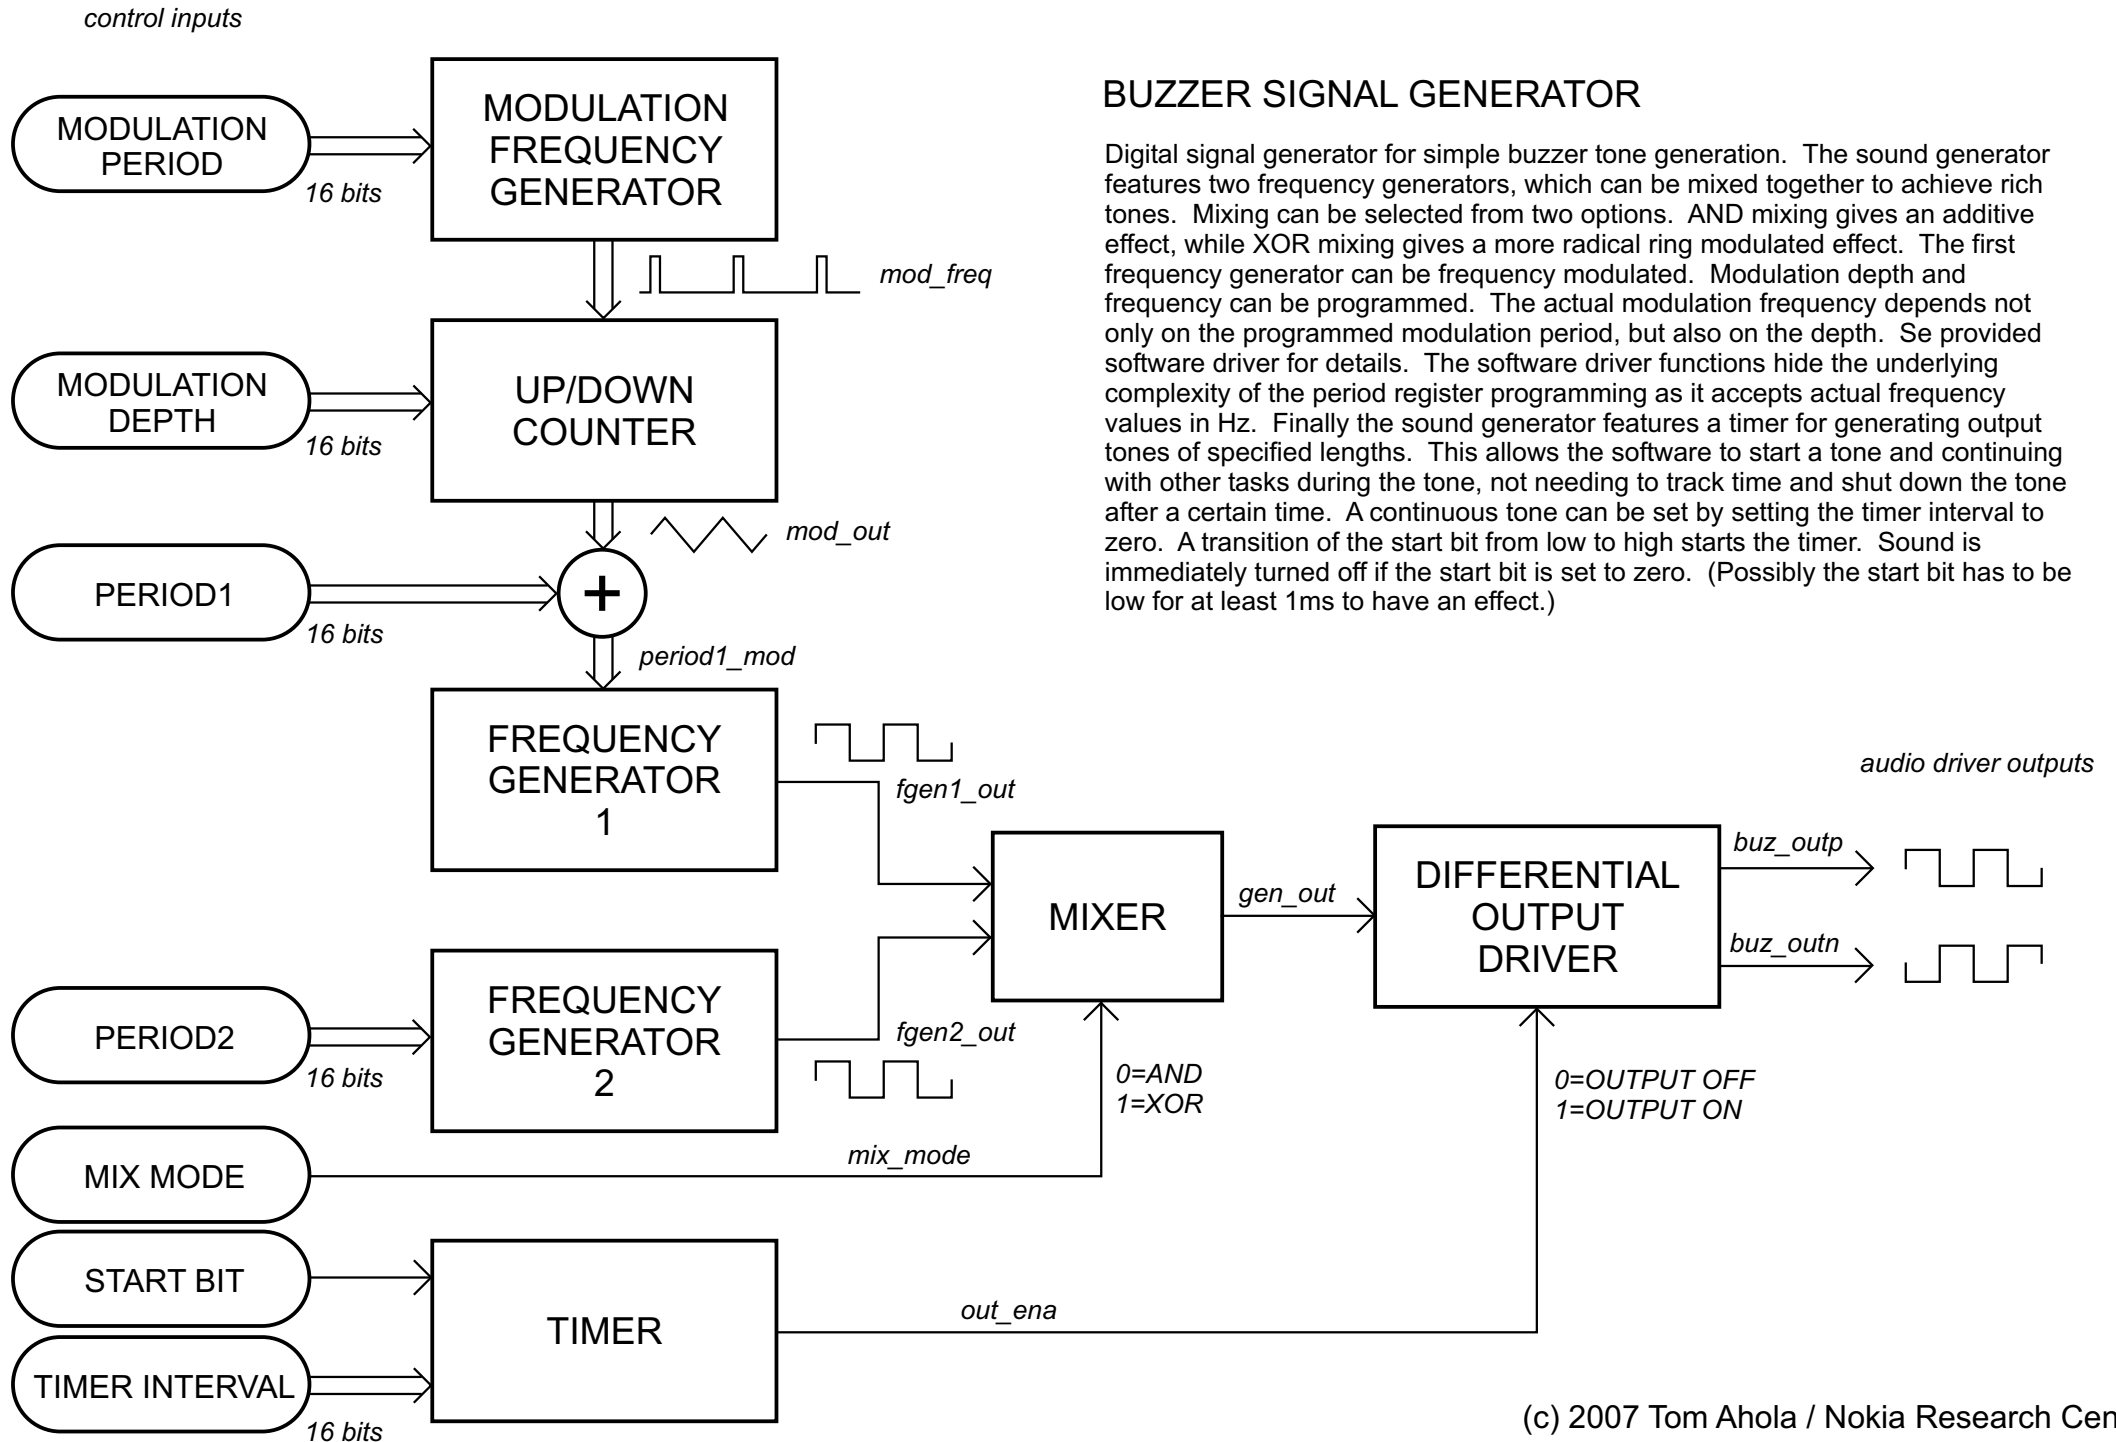 control inputs
MODULATION
PERIOD
16 bits
MODULATION
FREQUENCY
GENERATOR
mod_freq
MODULATION
DEPTH
16 bits
UP/DOWN
COUNTER
mod_out
PERIOD1
16 bits
+
period1_mod
FREQUENCY
GENERATOR
1
fgen1_out
PERIOD2
16 bits
FREQUENCY
GENERATOR
2
fgen2_out
MIX MODE
mix_mode
START BIT
TIMER INTERVAL
16 bits
TIMER
out_ena
MIXER
0=AND
1=XOR
gen_out
DIFFERENTIAL
OUTPUT
DRIVER
0=OUTPUT OFF
1=OUTPUT ON
audio driver outputs
buz_outp
buz_outn
BUZZER SIGNAL GENERATOR
Digital signal generator for simple buzzer tone generation. The sound generator
features two frequency generators, which can be mixed together to achieve rich
tones. Mixing can be selected from two options. AND mixing gives an additive
effect, while XOR mixing gives a more radical ring modulated effect. The first
frequency generator can be frequency modulated. Modulation depth and
frequency can be programmed. The actual modulation frequency depends not
only on the programmed modulation period, but also on the depth. Se provided
software driver for details. The software driver functions hide the underlying
complexity of the period register programming as it accepts actual frequency
values in Hz. Finally the sound generator features a timer for generating output
tones of specified lengths. This allows the software to start a tone and continuing
with other tasks during the tone, not needing to track time and shut down the tone
after a certain time. A continuous tone can be set by setting the timer interval to
zero. A transition of the start bit from low to high starts the timer. Sound is
immediately turned off if the start bit is set to zero. (Possibly the start bit has to be
low for at least 1ms to have an effect.)
(c) 2007 Tom Ahola / Nokia Research Cen